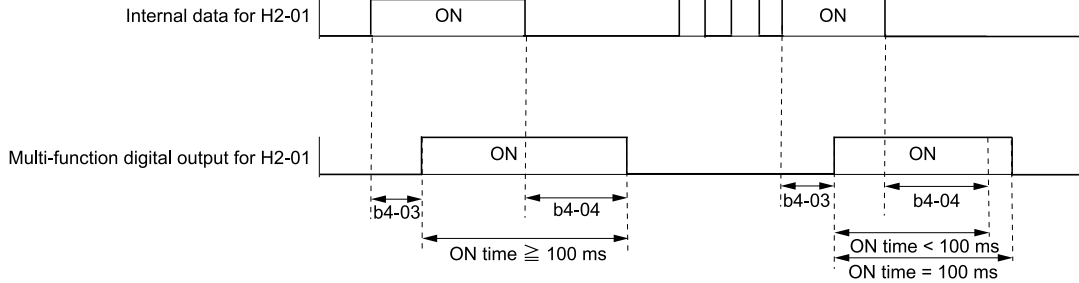 Internal data for H2-01
ON
ON
Multi-function digital output for H2-01
ON
ON
b4-03
b4-04
b4-03
b4-04
ON time ≧ 100 ms
ON time < 100 ms
ON time = 100 ms